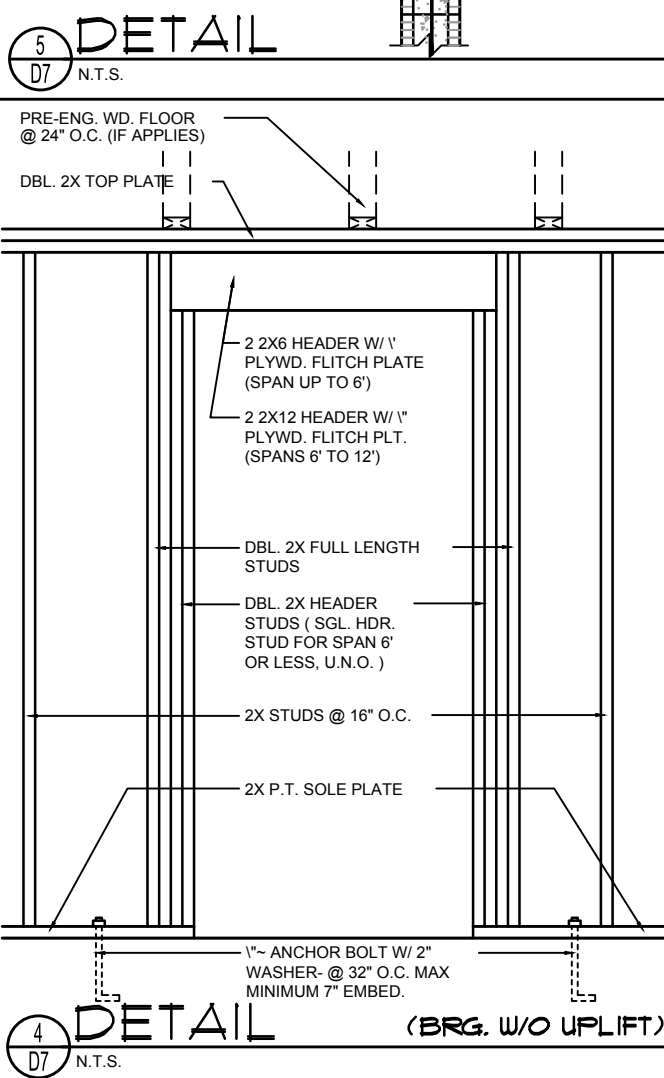 5
D7
DETAIL
N.T.S.
PRE-ENG. WD. FLOOR
@ 24" O.C. (IF APPLIES)
DBL. 2X TOP PLATE
2 2X6 HEADER W/ \'
PLYWD. FLITCH PLATE
(SPAN UP TO 6')
2 2X12 HEADER W/ \"
PLYWD. FLITCH PLT.
(SPANS 6' TO 12')
DBL. 2X FULL LENGTH
STUDS
DBL. 2X HEADER
STUDS ( SGL. HDR.
STUD FOR SPAN 6'
OR LESS, U.N.O. )
2X STUDS @ 16" O.C.
2X P.T. SOLE PLATE
\"~ ANCHOR BOLT W/ 2"
WASHER- @ 32" O.C. MAX
MINIMUM 7" EMBED.
4
D7
DETAIL
(BRG. W/O UPLIFT)
N.T.S.